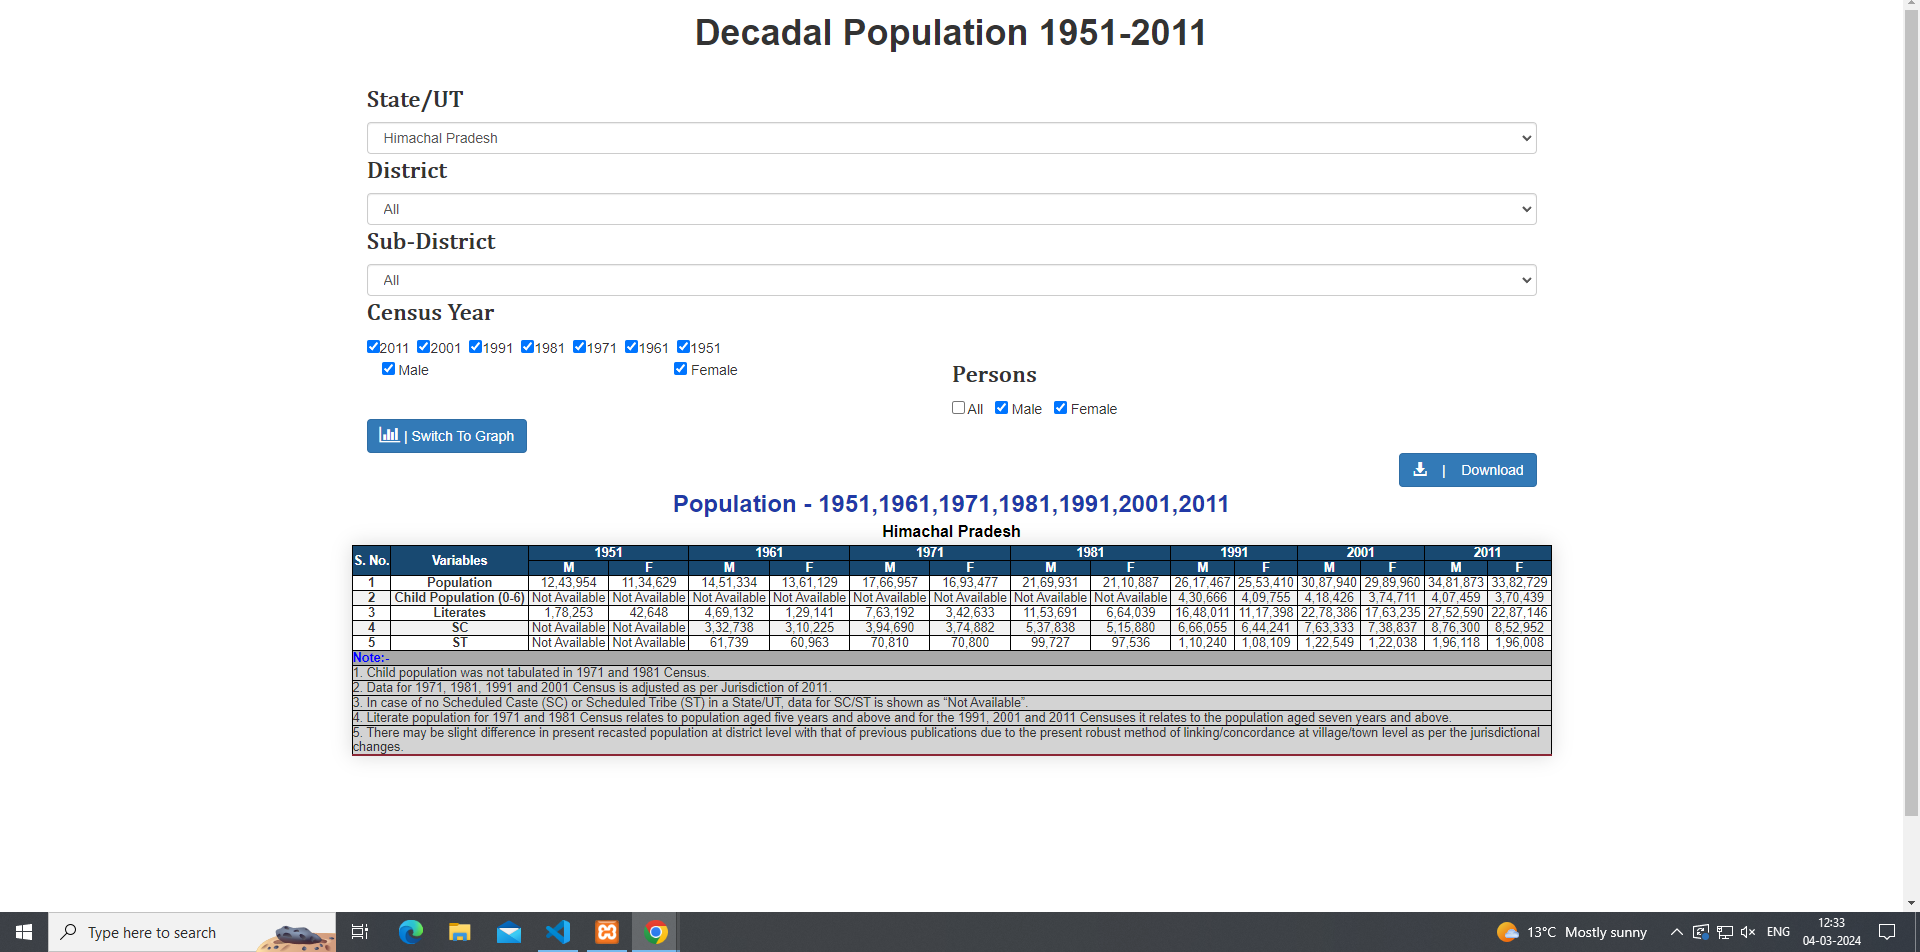 Decadal Population 1951-2011
State/UT
Himachal Pradesh
District
All
Sub-District
All
Census Year
2011 2001 1991 1981 1971 1961 1951
Male Female
Persons
All Male Female
| Switch To Graph
| Download
Population - 1951,1961,1971,1981,1991,2001,2011
Himachal Pradesh
S. No. Variables 1951 1961 1971 1981 1991 2001 2011
M F M F M F M F M F M F M F
1 Population 12,43,954 11,34,629 14,51,334 13,61,129 17,66,957 16,93,477 21,69,931 21,10,887 26,17,467 25,53,410 30,87,940 29,89,960 34,81,873 33,82,729
2 Child Population (0-6) Not Available Not Available Not Available Not Available Not Available Not Available Not Available Not Available 4,30,666 4,09,755 4,18,426 3,74,711 4,07,459 3,70,439
3 Literates 1,78,253 42,648 4,69,132 1,29,141 7,63,192 3,42,633 11,53,691 6,64,039 16,48,011 11,17,398 22,78,386 17,63,235 27,52,590 22,87,146
4 SC Not Available Not Available 3,32,738 3,10,225 3,94,690 3,74,882 5,37,838 5,15,880 6,66,055 6,44,241 7,63,333 7,38,837 8,76,300 8,52,952
5 ST Not Available Not Available 61,739 60,963 70,810 70,800 99,727 97,536 1,10,240 1,08,109 1,22,549 1,22,038 1,96,118 1,96,008
Note:-
1. Child population was not tabulated in 1971 and 1981 Census.
2. Data for 1971, 1981, 1991 and 2001 Census is adjusted as per Jurisdiction of 2011.
3. In case of no Scheduled Caste (SC) or Scheduled Tribe (ST) in a State/UT, data for SC/ST is shown as “Not Available”.
4. Literate population for 1971 and 1981 Census relates to population aged five years and above and for the 1991, 2001 and 2011 Censuses it relates to the population aged seven years and above.
5. There may be slight difference in present recasted population at district level with that of previous publications due to the present robust method of linking/concordance at village/town level as per the jurisdictional
changes.
Type here to search
13°C Mostly sunny
ENG
12:33
04-03-2024